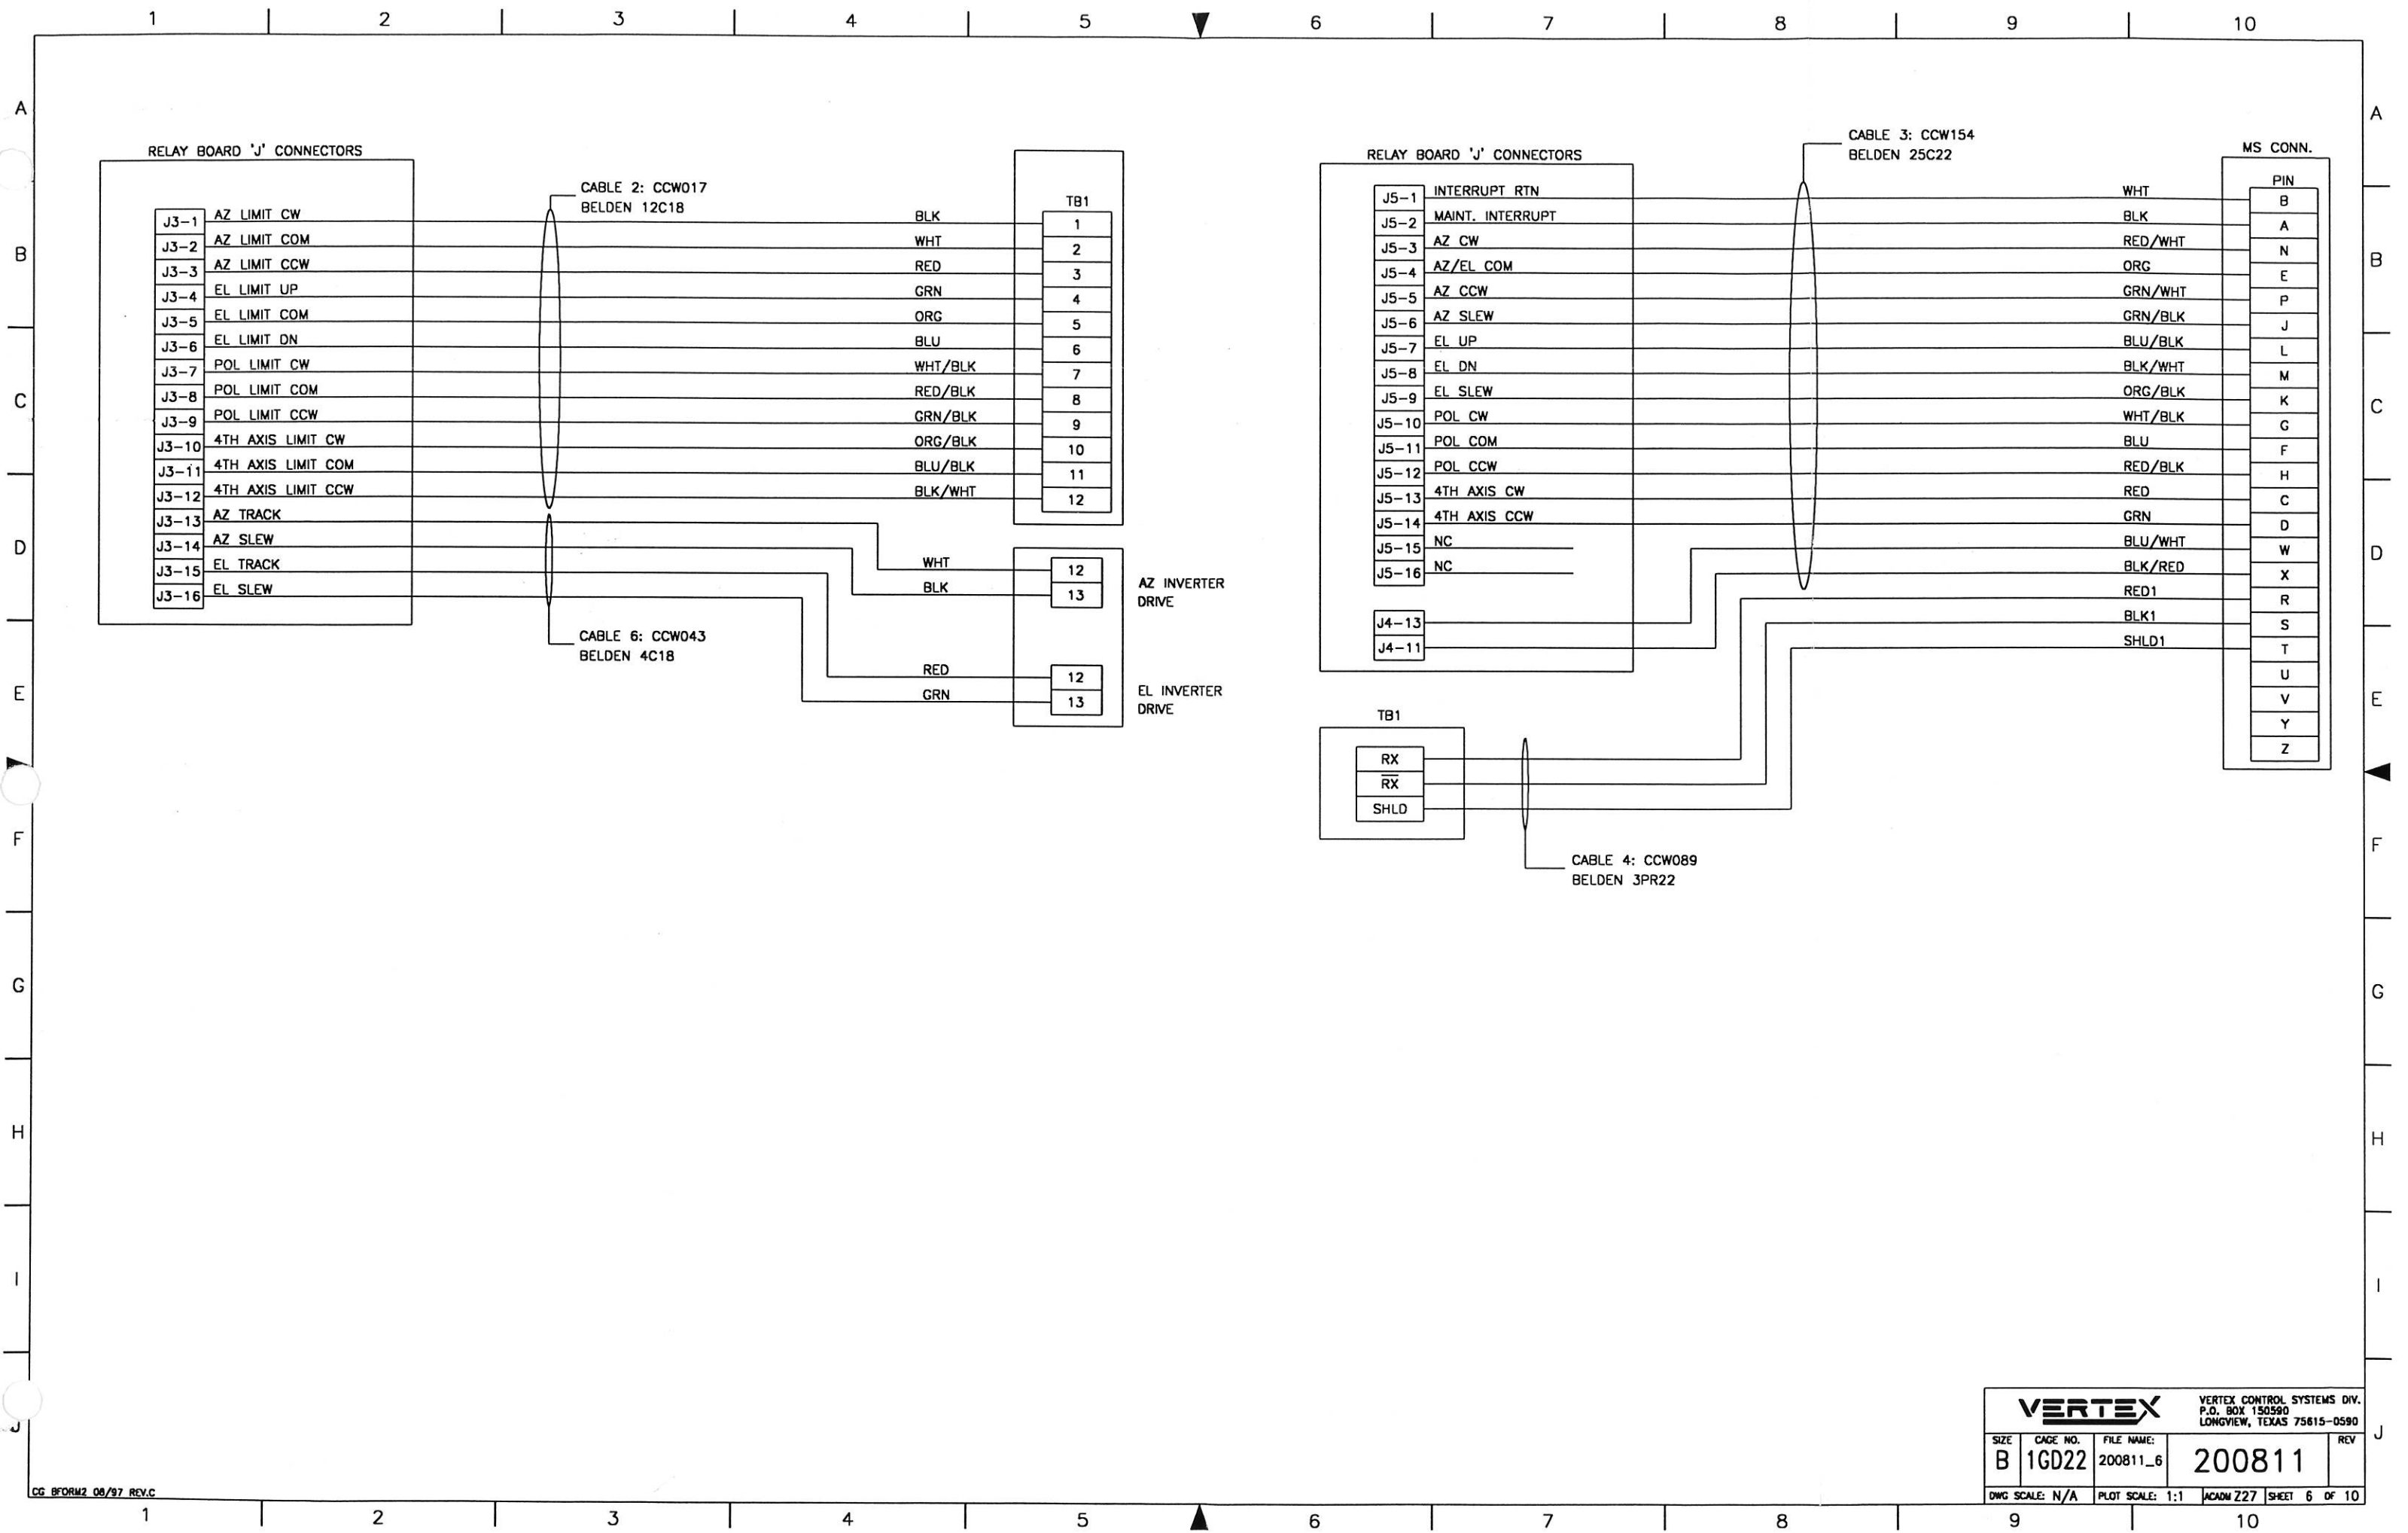 1 2 3 4 5 6 7 8 9 10
A A
RELAY BOARD 'J' CONNECTORS
CABLE 2: CCW017
BELDEN 12C18
TB1
J3-1 AZ LIMIT CW BLK 1
J3-2 AZ LIMIT COM WHT 2
J3-3 AZ LIMIT CCW RED 3
J3-4 EL LIMIT UP GRN 4
J3-5 EL LIMIT COM ORG 5
J3-6 EL LIMIT DN BLU 6
J3-7 POL LIMIT CW WHT/BLK 7
J3-8 POL LIMIT COM RED/BLK 8
J3-9 POL LIMIT CCW GRN/BLK 9
J3-10 4TH AXIS LIMIT CW ORG/BLK 10
J3-11 4TH AXIS LIMIT COM BLU/BLK 11
J3-12 4TH AXIS LIMIT CCW BLK/WHT 12
J3-13 AZ TRACK
J3-14 AZ SLEW
J3-15 EL TRACK
J3-16 EL SLEW
WHT 12
BLK 13
AZ INVERTER
DRIVE
CABLE 6: CCW043
BELDEN 4C18
RED 12
GRN 13
EL INVERTER
DRIVE
RELAY BOARD 'J' CONNECTORS
CABLE 3: CCW154
BELDEN 25C22
MS CONN.
PIN
J5-1 INTERRUPT RTN WHT B
J5-2 MAINT. INTERRUPT BLK A
J5-3 AZ CW RED/WHT N
J5-4 AZ/EL COM ORG E
J5-5 AZ CCW GRN/WHT P
J5-6 AZ SLEW GRN/BLK J
J5-7 EL UP BLU/BLK L
J5-8 EL DN BLK/WHT M
J5-9 EL SLEW ORG/BLK K
J5-10 POL CW WHT/BLK G
J5-11 POL COM BLU F
J5-12 POL CCW RED/BLK H
J5-13 4TH AXIS CW RED C
J5-14 4TH AXIS CCW GRN D
J5-15 NC BLU/WHT W
J5-16 NC BLK/RED X
RED1 R
J4-13 BLK1 S
J4-11 SHLD1 T
U
V
Y
Z
TB1
RX
RX
SHLD
CABLE 4: CCW089
BELDEN 3PR22
B B
C C
D D
E E
F F
G G
H H
I I
J J
VERTEX
VERTEX CONTROL SYSTEMS DIV.
P.O. BOX 150590
LONGVIEW, TEXAS 75615-0590
SIZE B
CAGE NO. 1GD22
FILE NAME: 200811_6
200811
REV
DWG SCALE: N/A PLOT SCALE: 1:1 ACADM Z27 SHEET 6 OF 10
CG BFORM2 08/97 REV.C
1 2 3 4 5 6 7 8 9 10